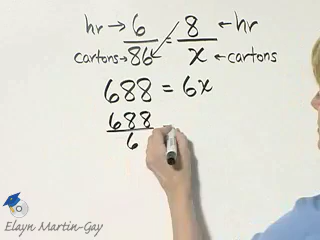 hr → 6 = 8 ← hr
cartons → 86 x ← cartons
688 = 6x
688
6
Elayn Martin-Gay